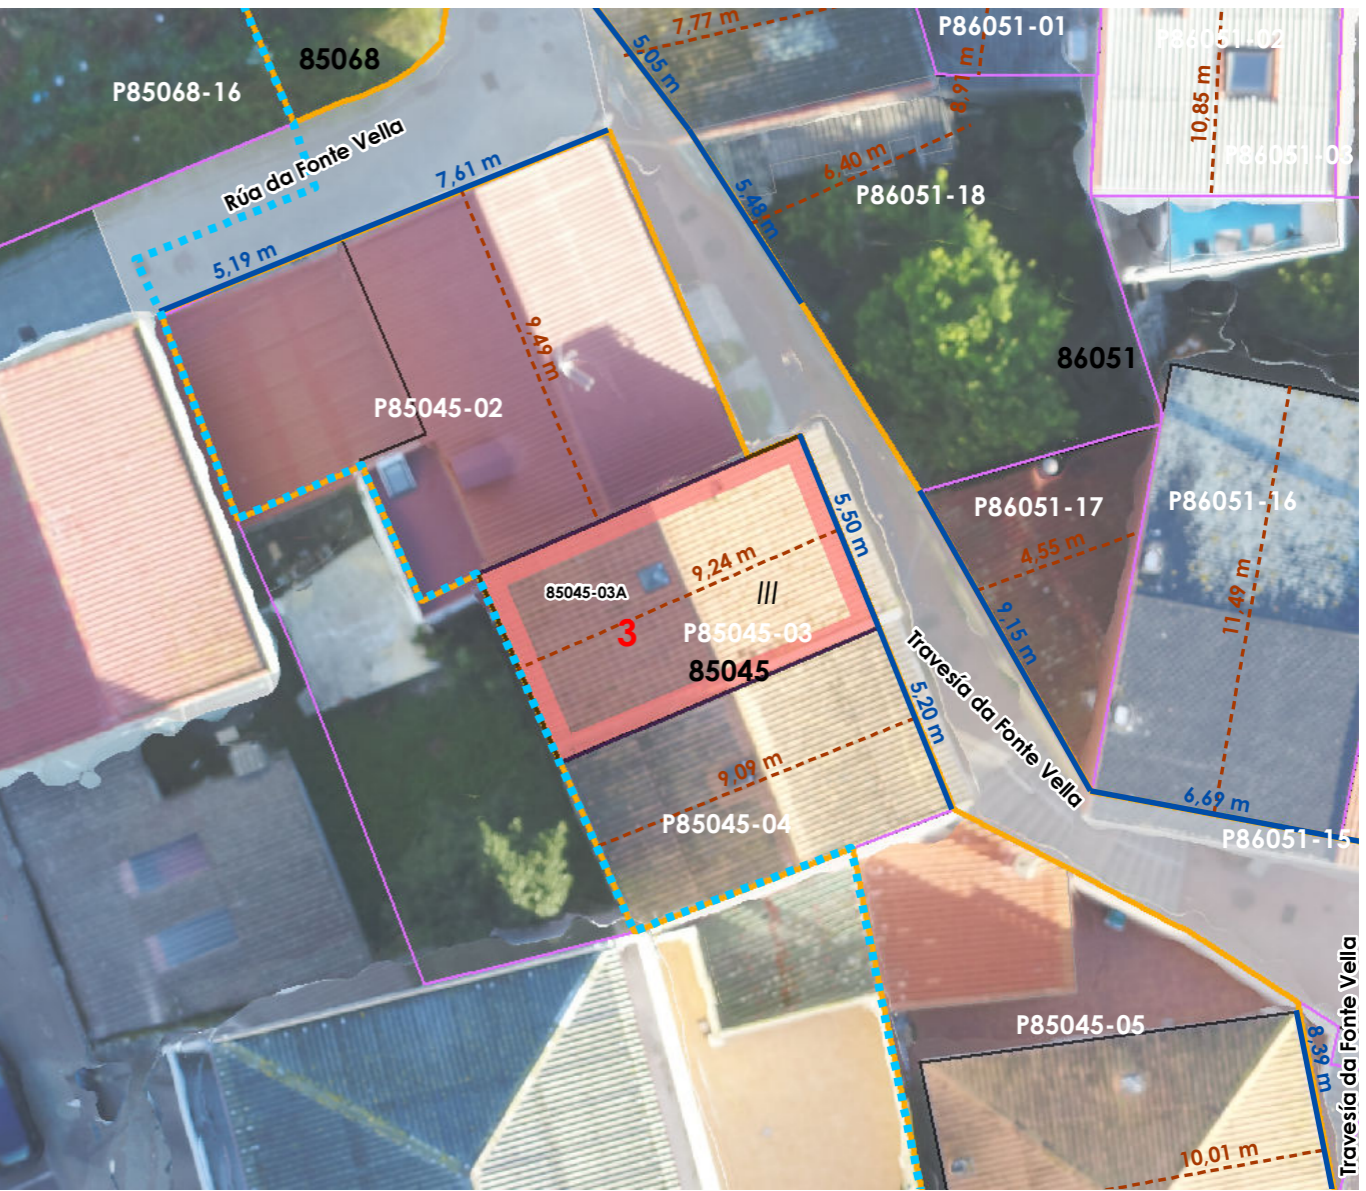 7,77 m
P86051-01
P86051-02
85068
5,05 m
8,91 m
P85068-16
10,85 m
Rúa da Fonte Vella
7,61 m
6,40 m
P86051-03
5,48 m
P86051-18
5,19 m
9,49 m
86051
P85045-02
5,50 m
P86051-17
P86051-16
4,55 m
9,24 m
85045-03A
III
11,49 m
3
P85045-03
9,15 m
85045
Travesía da Fonte Vella
5,20 m
9,09 m
6,69 m
P85045-04
P86051-15
P85045-05
8,39 m
Travesía da Fonte Vella
10,01 m